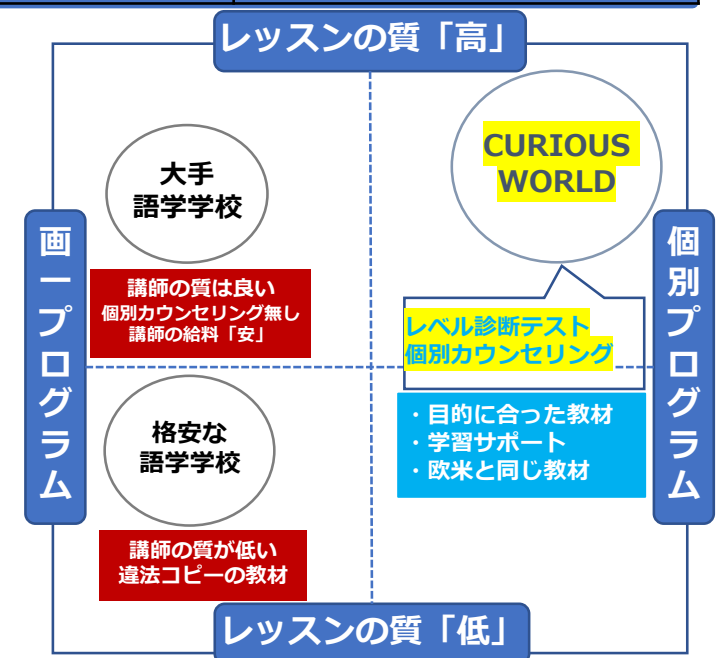 レッスンの質「高」
大手
語学学校
CURIOUS
WORLD
画一プログラム
個別プログラム
講師の質は良い
個別カウンセリング無し
講師の給料「安」
レベル診断テスト
個別カウンセリング
・目的に合った教材
・学習サポート
・欧米と同じ教材
格安な
語学学校
講師の質が低い
違法コピーの教材
レッスンの質「低」